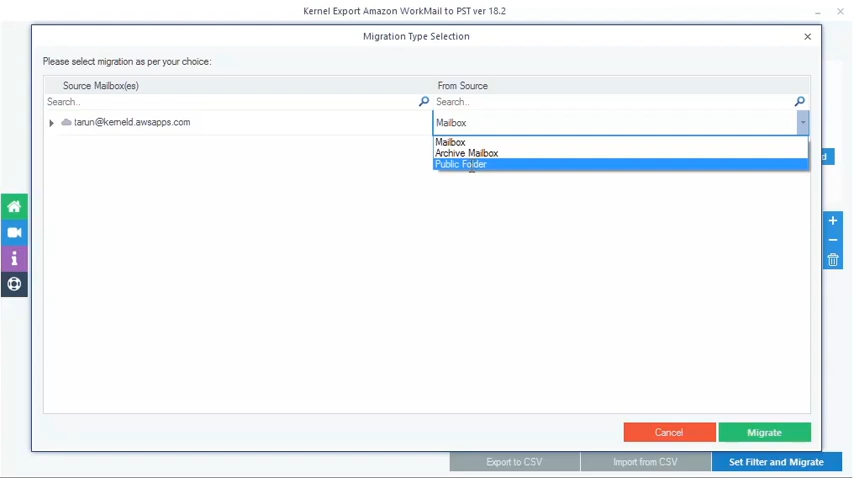 Kernel Export Amazon WorkMail to PST ver 18.2
Migration Type Selection
Please select migration as per your choice:
Source Mailbox(es) From Source
Search.. Search..
tarun@kerneld.awsapps.com Mailbox
Mailbox
Archive Mailbox
Public Folder
d
Cancel Migrate
Export to CSV Import from CSV Set Filter and Migrate